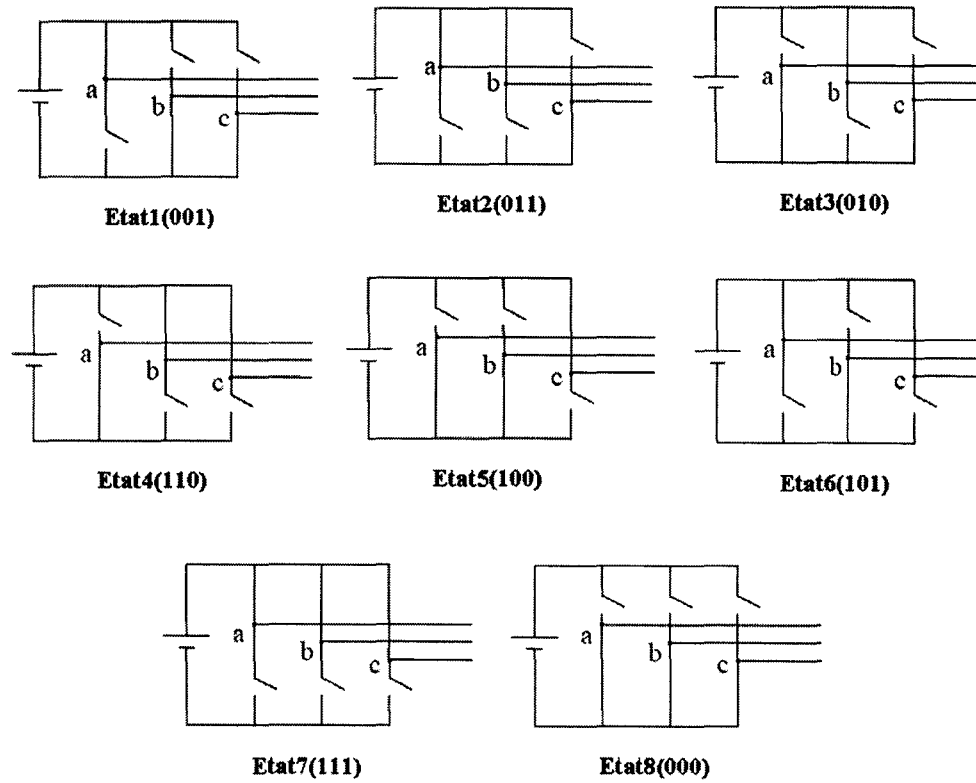 a
b
c
Etat1(001)
a
b
c
Etat2(011)
a
b
c
Etat3(010)
a
b
c
Etat4(110)
a
b
c
Etat5(100)
a
b
c
Etat6(101)
a
b
c
Etat7(111)
a
b
c
Etat8(000)